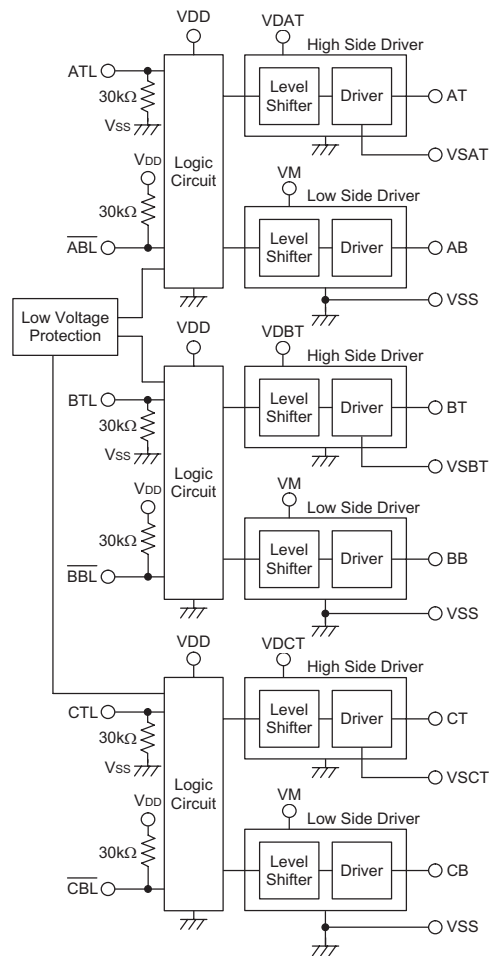 VDD
VDAT
High Side Driver
ATL
30kΩ
VSS
Level
Shifter
Driver
AT
VSAT
VDD
30kΩ
Logic
Circuit
VM
Low Side Driver
ABL
Level
Shifter
Driver
AB
VSS
Low Voltage
Protection
VDD
VDBT
High Side Driver
BTL
30kΩ
VSS
Level
Shifter
Driver
BT
VSBT
VDD
30kΩ
Logic
Circuit
VM
Low Side Driver
BBL
Level
Shifter
Driver
BB
VSS
VDD
VDCT
High Side Driver
CTL
30kΩ
VSS
Level
Shifter
Driver
CT
VSCT
VDD
30kΩ
Logic
Circuit
VM
Low Side Driver
CBL
Level
Shifter
Driver
CB
VSS